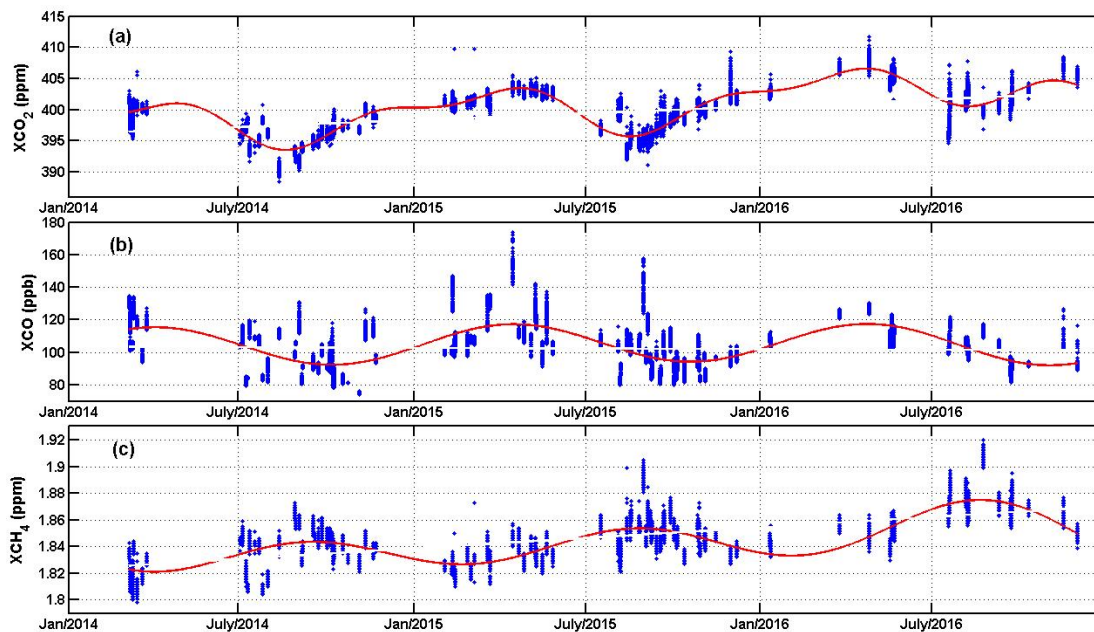 415
410
405
400
395
390
XCO2 (ppm)
(a)
Jan/2014 July/2014 Jan/2015 July/2015 Jan/2016 July/2016
180
160
140
120
100
80
XCO (ppb)
(b)
Jan/2014 July/2014 Jan/2015 July/2015 Jan/2016 July/2016
1.92
1.9
1.88
1.86
1.84
1.82
1.8
XCH4 (ppm)
(c)
Jan/2014 July/2014 Jan/2015 July/2015 Jan/2016 July/2016